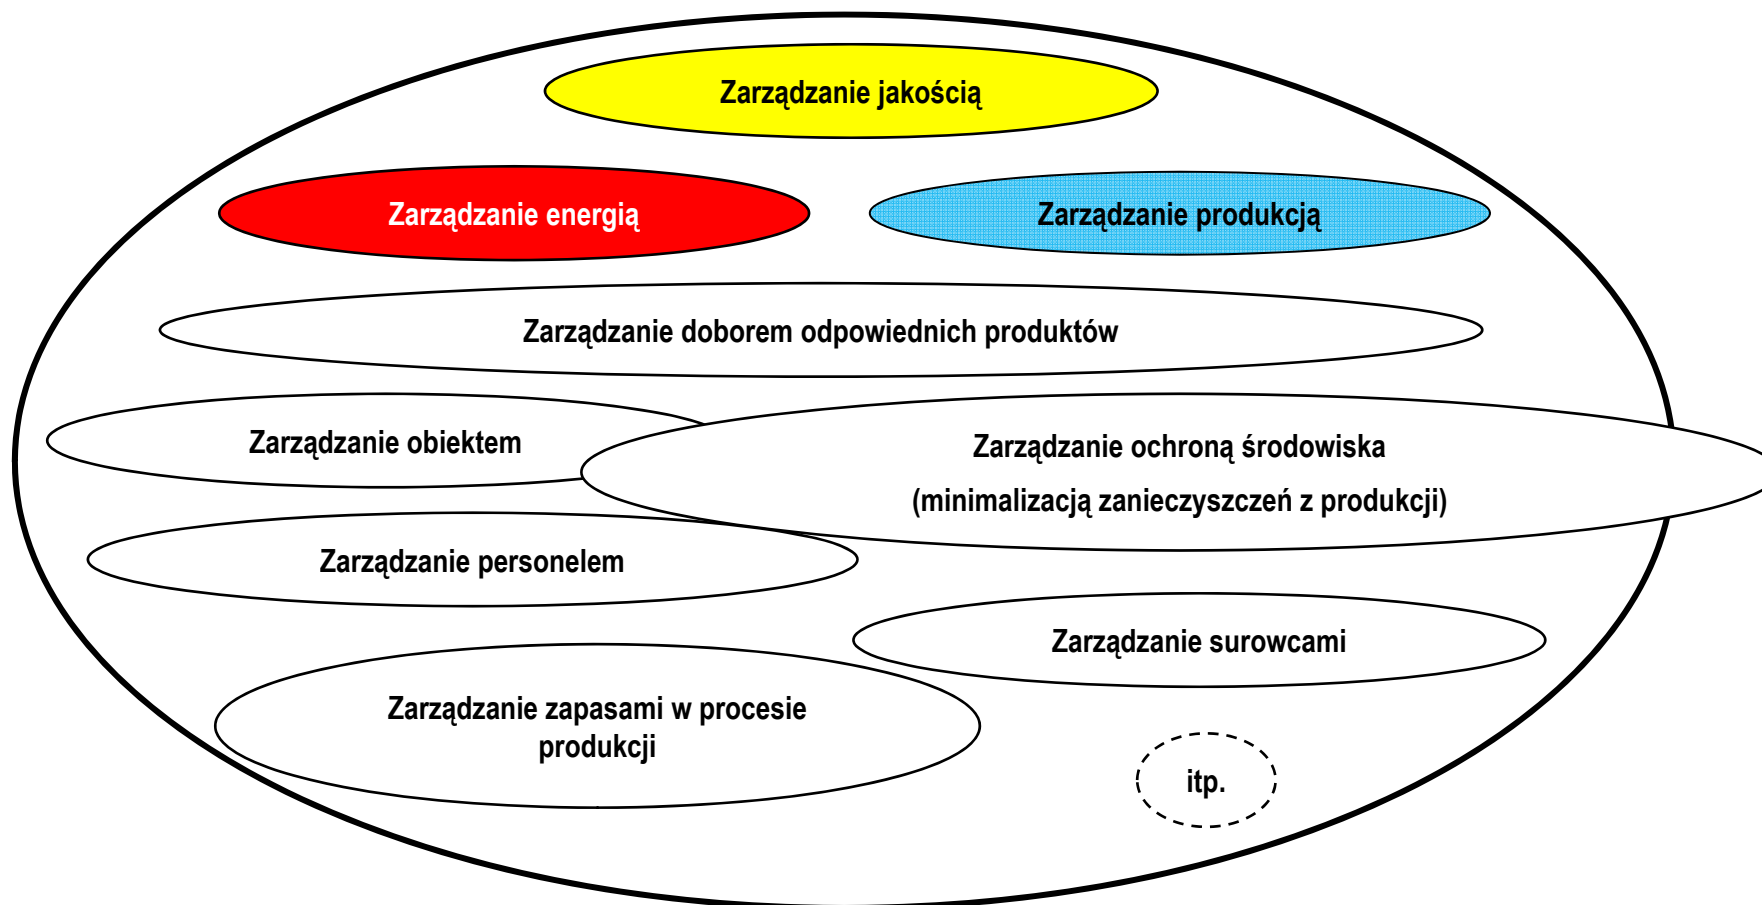 Zarządzanie jakością
Zarządzanie energią
Zarządzanie produkcją
Zarządzanie doborem odpowiednich produktów
Zarządzanie obiektem
Zarządzanie ochroną środowiska
(minimalizacją zanieczyszczeń z produkcji)
Zarządzanie personelem
Zarządzanie surowcami
Zarządzanie zapasami w procesie
produkcji
itp.